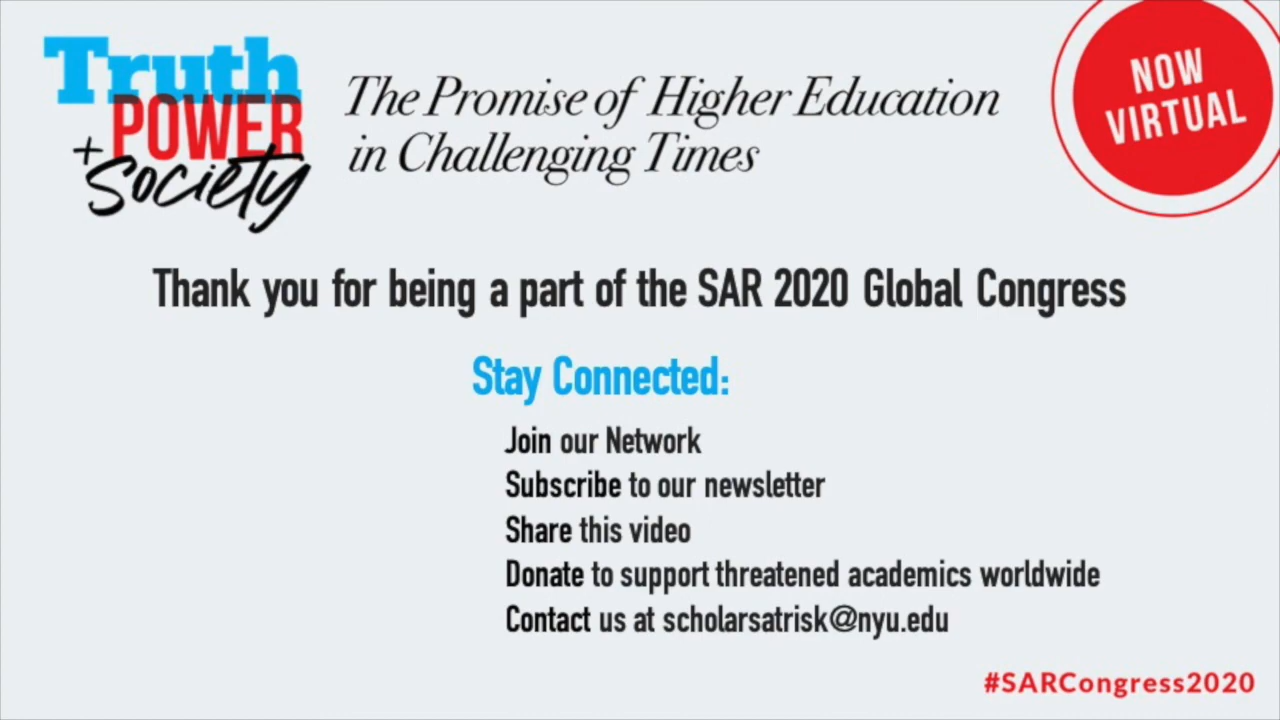 Truth
POWER
+ Society
The Promise of Higher Education
in Challenging Times
NOW
VIRTUAL
Thank you for being a part of the SAR 2020 Global Congress
Stay Connected:
Join our Network
Subscribe to our newsletter
Share this video
Donate to support threatened academics worldwide
Contact us at scholarsatrisk@nyu.edu
#SARCongress2020